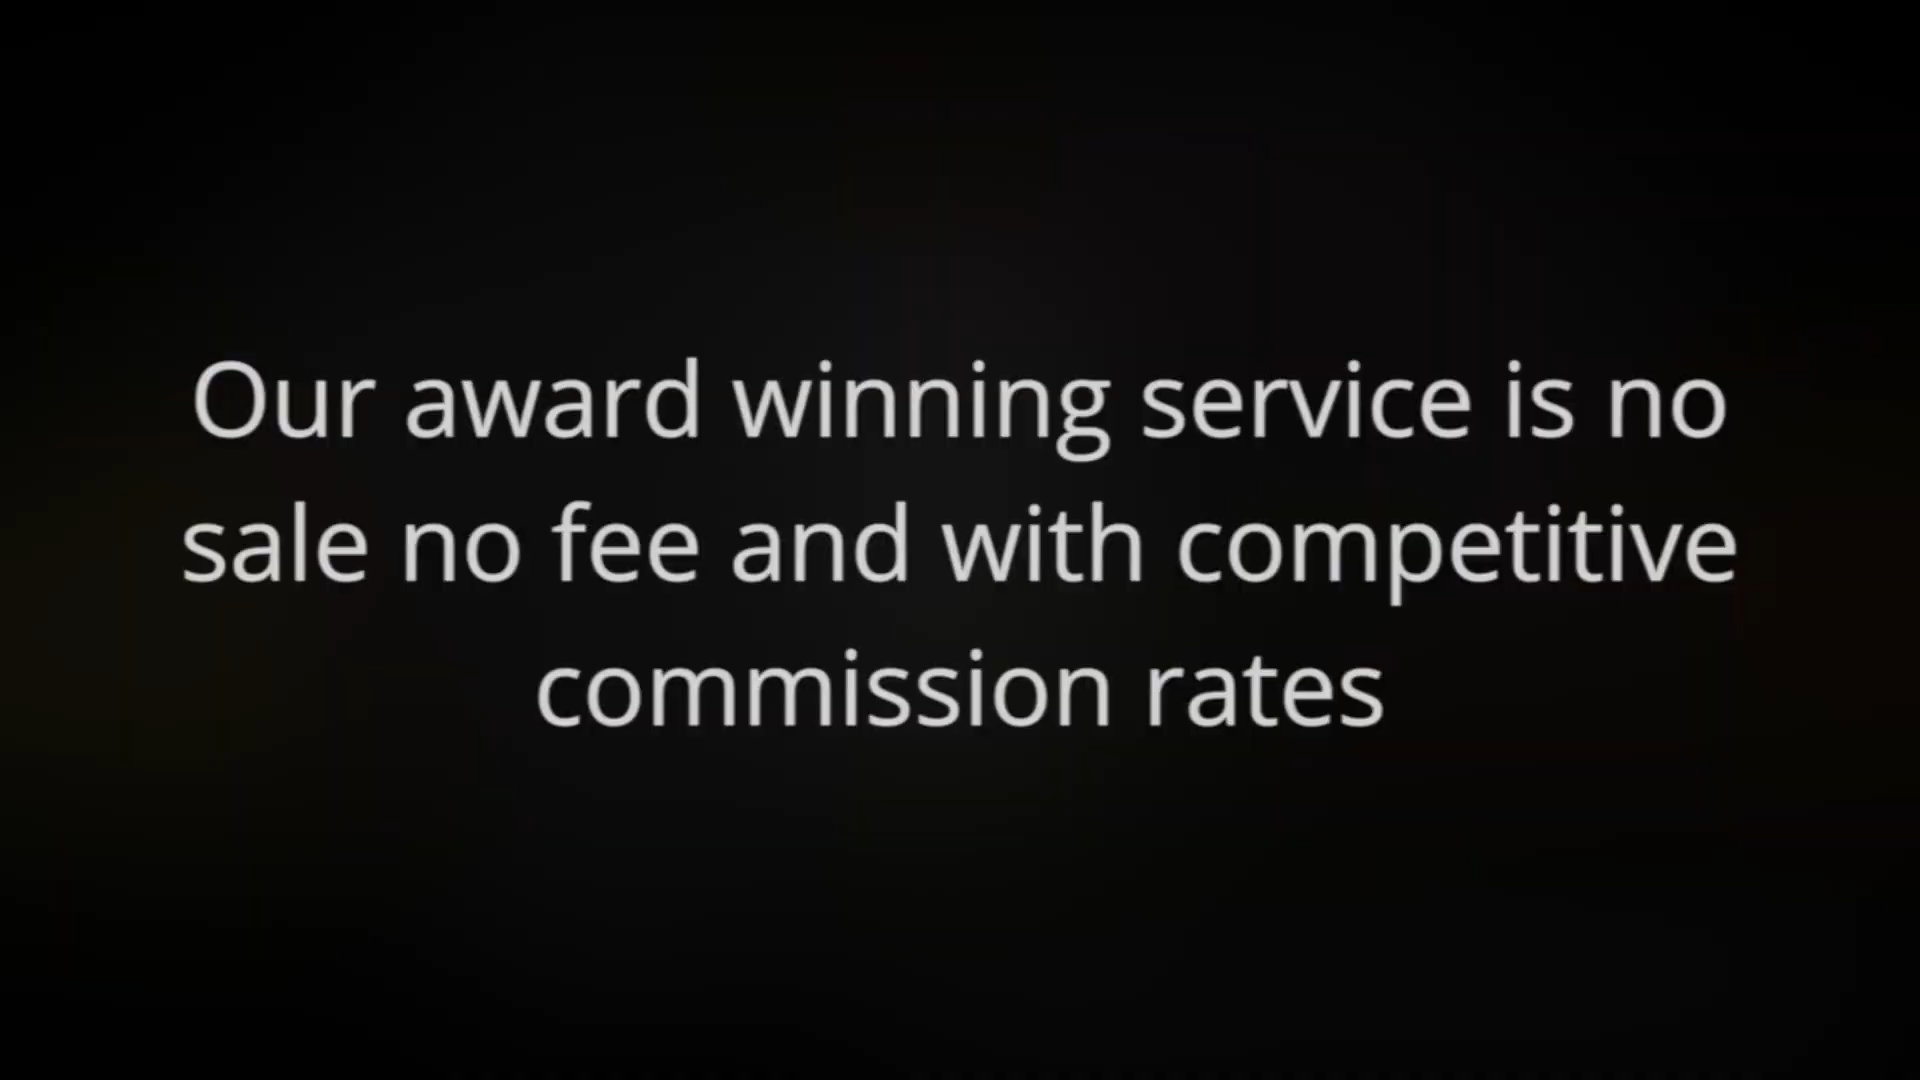 Our award winning service is no
sale no fee and with competitive
commission rates